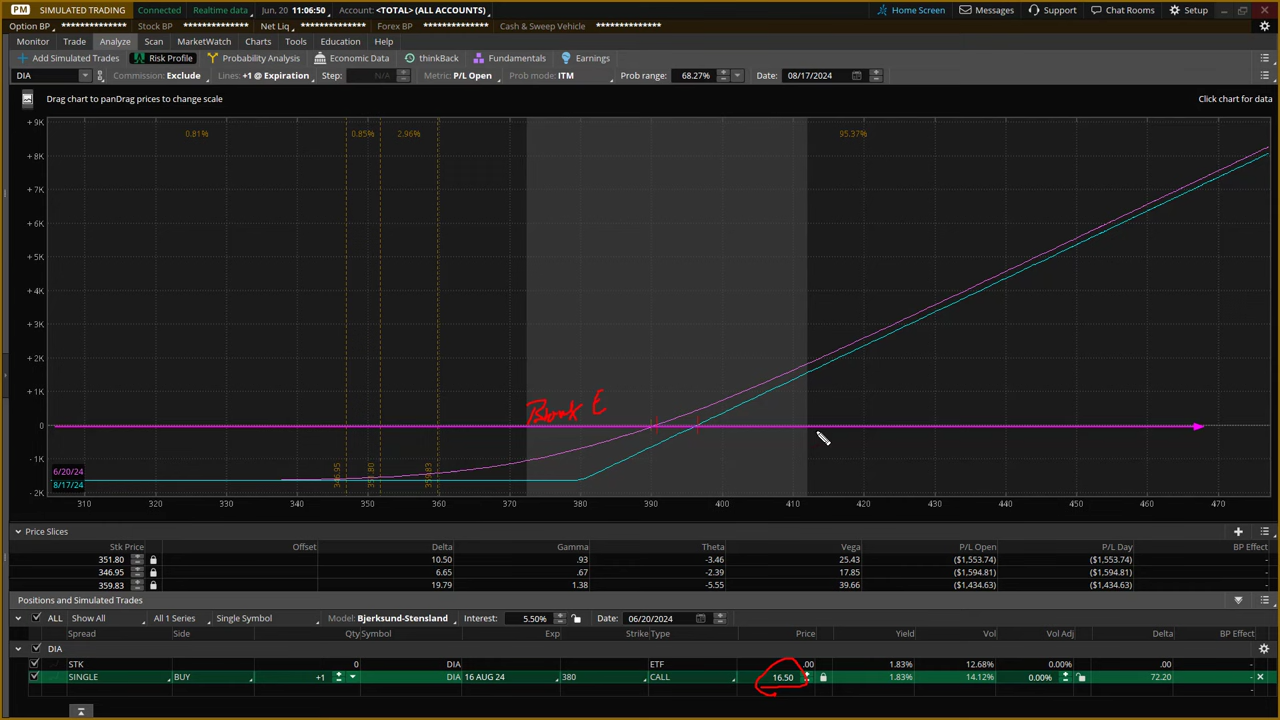 PM SIMULATED TRADING Connected Realtime data Jun, 20 11:06:50 Account: <TOTAL> (ALL ACCOUNTS) Home Screen Messages Support Chat Rooms Setup
Option BP ************** Stock BP ************** Net Liq ************** Forex BP ************** Cash & Sweep Vehicle **************
Monitor Trade Analyze Scan MarketWatch Charts Tools Education Help
Add Simulated Trades Risk Profile Probability Analysis Economic Data thinkBack Fundamentals Earnings
DIA Commission: Exclude Lines: +1 @ Expiration Step: N/A Metric: P/L Open Prob mode: ITM Prob range: 68.27% Date: 08/17/2024
Drag chart to panDrag prices to change scale Click chart for data
+9K
0.81% 0.85% 2.96% 95.37%
+8K
+7K
+6K
+5K
+4K
+3K
+2K
+1K
Break E
0
-1K
6/20/24 346.95 351.80 359.83
8/17/24
-2K
310 320 330 340 350 360 370 380 390 400 410 420 430 440 450 460 470
Price Slices
Stk Price Offset Delta Gamma Theta Vega P/L Open P/L Day BP Effect
351.80 10.50 .93 -3.46 25.43 ($1,553.74) ($1,553.74) -
346.95 6.65 .67 -2.39 17.85 ($1,594.81) ($1,594.81) -
359.83 19.79 1.38 -5.55 39.66 ($1,434.63) ($1,434.63) -
Positions and Simulated Trades
ALL Show All All 1 Series Single Symbol Model: Bjerksund-Stensland Interest: 5.50% Date: 06/20/2024
Spread Side Qty Symbol Exp Strike Type Price Yield Vol Vol Adj Delta BP Effect
DIA
STK 0 DIA ETF .00 1.83% 12.68% 0.00% .00 -
SINGLE BUY +1 DIA 16 AUG 24 380 CALL 16.50 1.83% 14.12% 0.00% 72.20 -